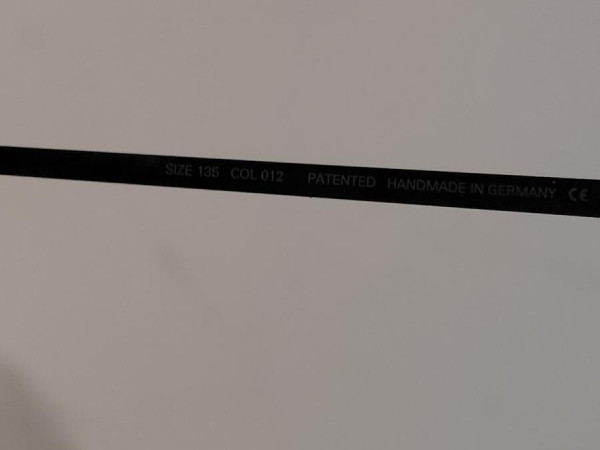 SIZE 135 COL 012 PATENTED HANDMADE IN GERMANY CE